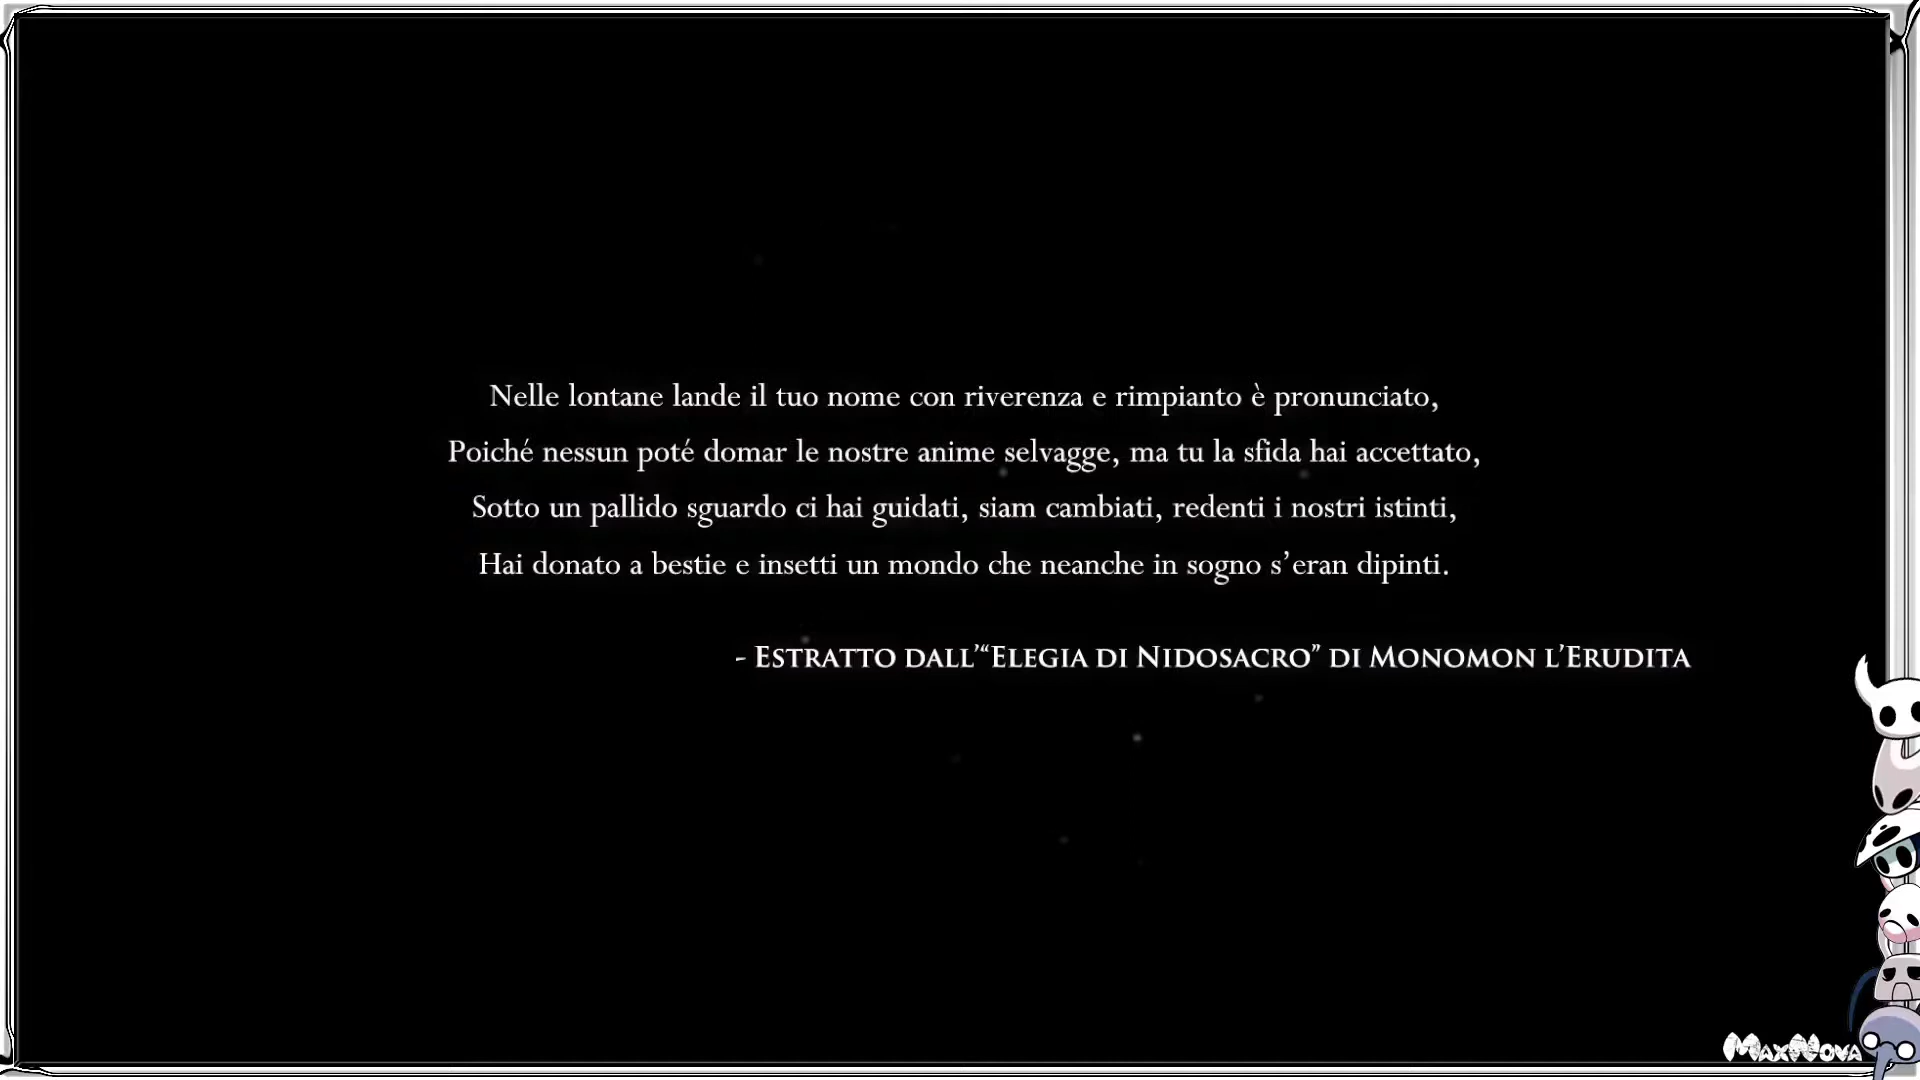 Nelle lontane lande il tuo nome con riverenza e rimpianto è pronunciato,
Poiché nessun poté domar le nostre anime selvagge, ma tu la sfida hai accettato,
Sotto un pallido sguardo ci hai guidati, siam cambiati, redenti i nostri istinti,
Hai donato a bestie e insetti un mondo che neanche in sogno s’eran dipinti.
- Estratto dall’“Elegia di Nidosacro” di Monomon l’Erudita
MaxNova